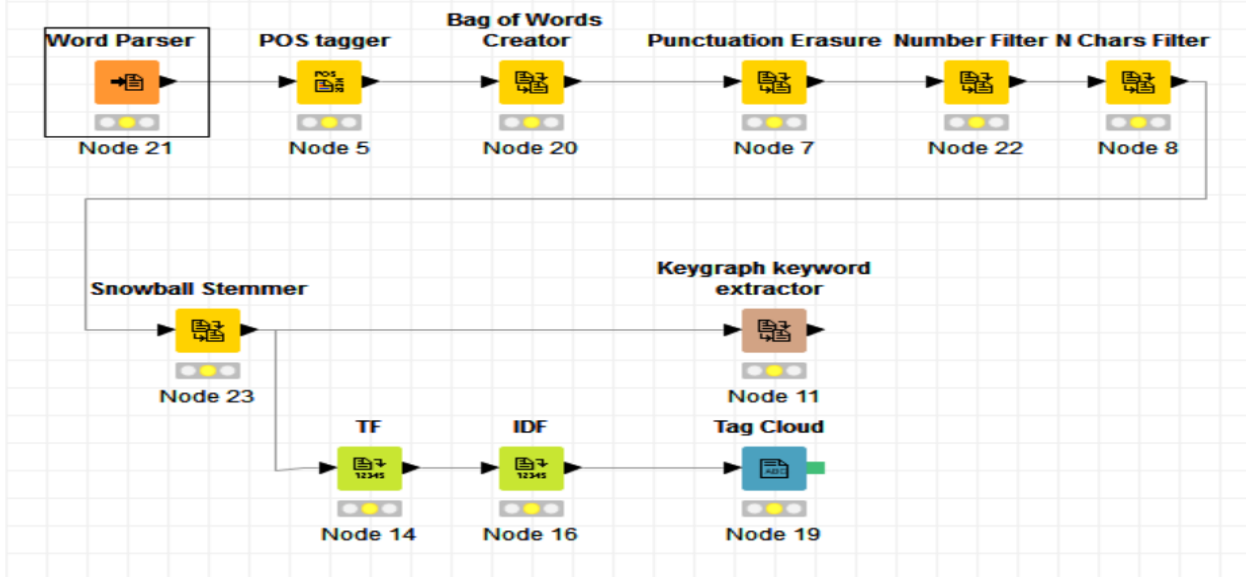 Word Parser
POS tagger
Bag of Words
Creator
Punctuation Erasure
Number Filter
N Chars Filter
Node 21
Node 5
Node 20
Node 7
Node 22
Node 8
Snowball Stemmer
Keygraph keyword
extractor
Node 23
Node 11
TF
IDF
Tag Cloud
Node 14
Node 16
Node 19